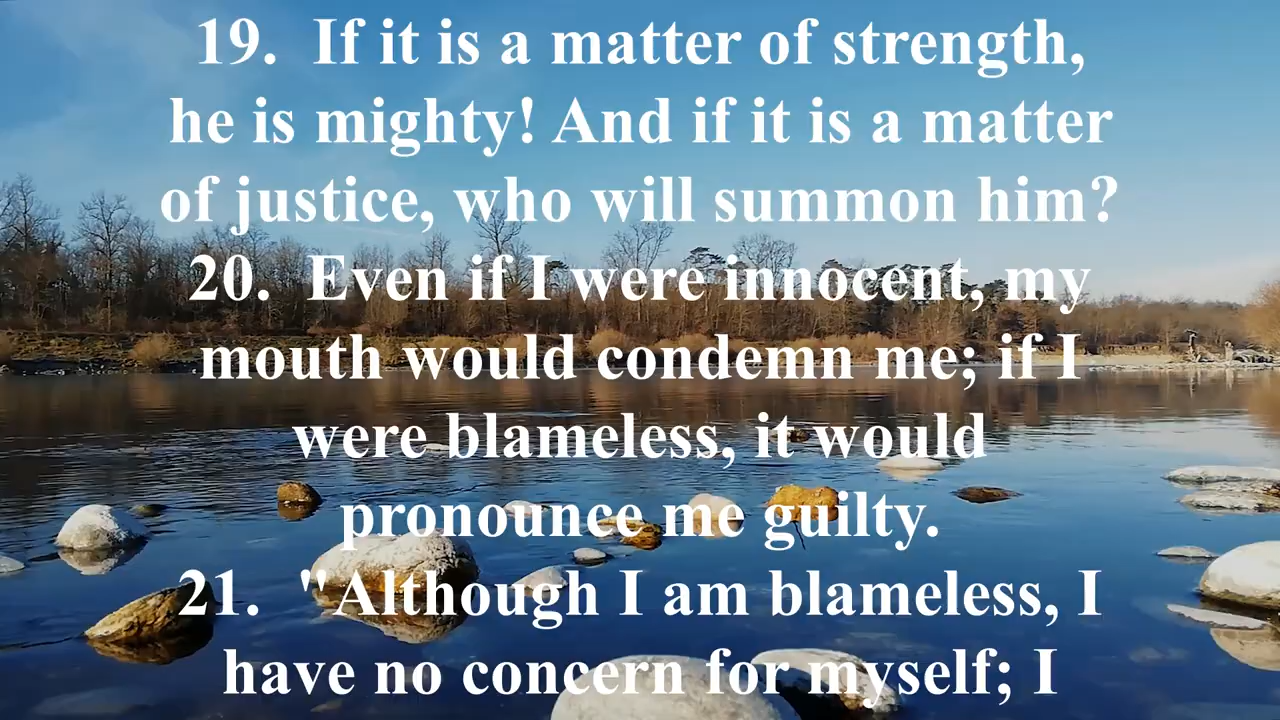 19.  If it is a matter of strength,
he is mighty! And if it is a matter
of justice, who will summon him?
20.  Even if I were innocent, my
mouth would condemn me; if I
were blameless, it would
pronounce me guilty.
21.  "Although I am blameless, I
have no concern for myself; I